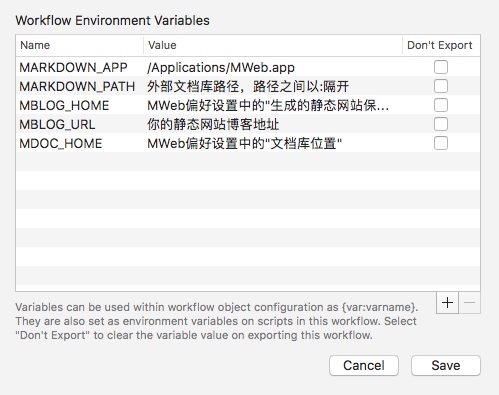 Workflow Environment Variables
Name Value Don't Export
MARKDOWN_APP /Applications/MWeb.app
MARKDOWN_PATH 外部文档库路径，路径之间以:隔开
MBLOG_HOME MWeb偏好设置中的"生成的静态网站保...
MBLOG_URL 你的静态网站博客地址
MDOC_HOME MWeb偏好设置中的"文档库位置"
+ −
Variables can be used within workflow object configuration as {var:varname}.
They are also set as environment variables on scripts in this workflow. Select
"Don't Export" to clear the variable value on exporting this workflow.
Cancel Save